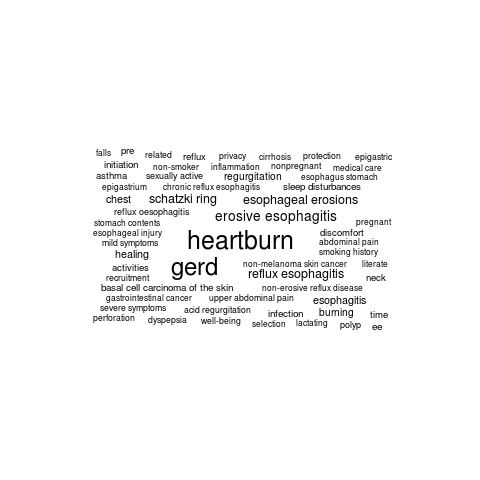 falls pre related reflux privacy cirrhosis protection epigastric
initiation non-smoker inflammation nonpregnant medical care
asthma sexually active regurgitation esophagus stomach
epigastrium chronic reflux esophagitis sleep disturbances
chest schatzki ring esophageal erosions
reflux oesophagitis erosive esophagitis
stomach contents pregnant
esophageal injury heartburn discomfort
mild symptoms abdominal pain
healing smoking history
activities gerd non-melanoma skin cancer literate
recruitment reflux esophagitis neck
basal cell carcinoma of the skin non-erosive reflux disease
gastrointestinal cancer upper abdominal pain esophagitis
severe symptoms acid regurgitation infection burning time
perforation dyspepsia well-being selection lactating polyp ee